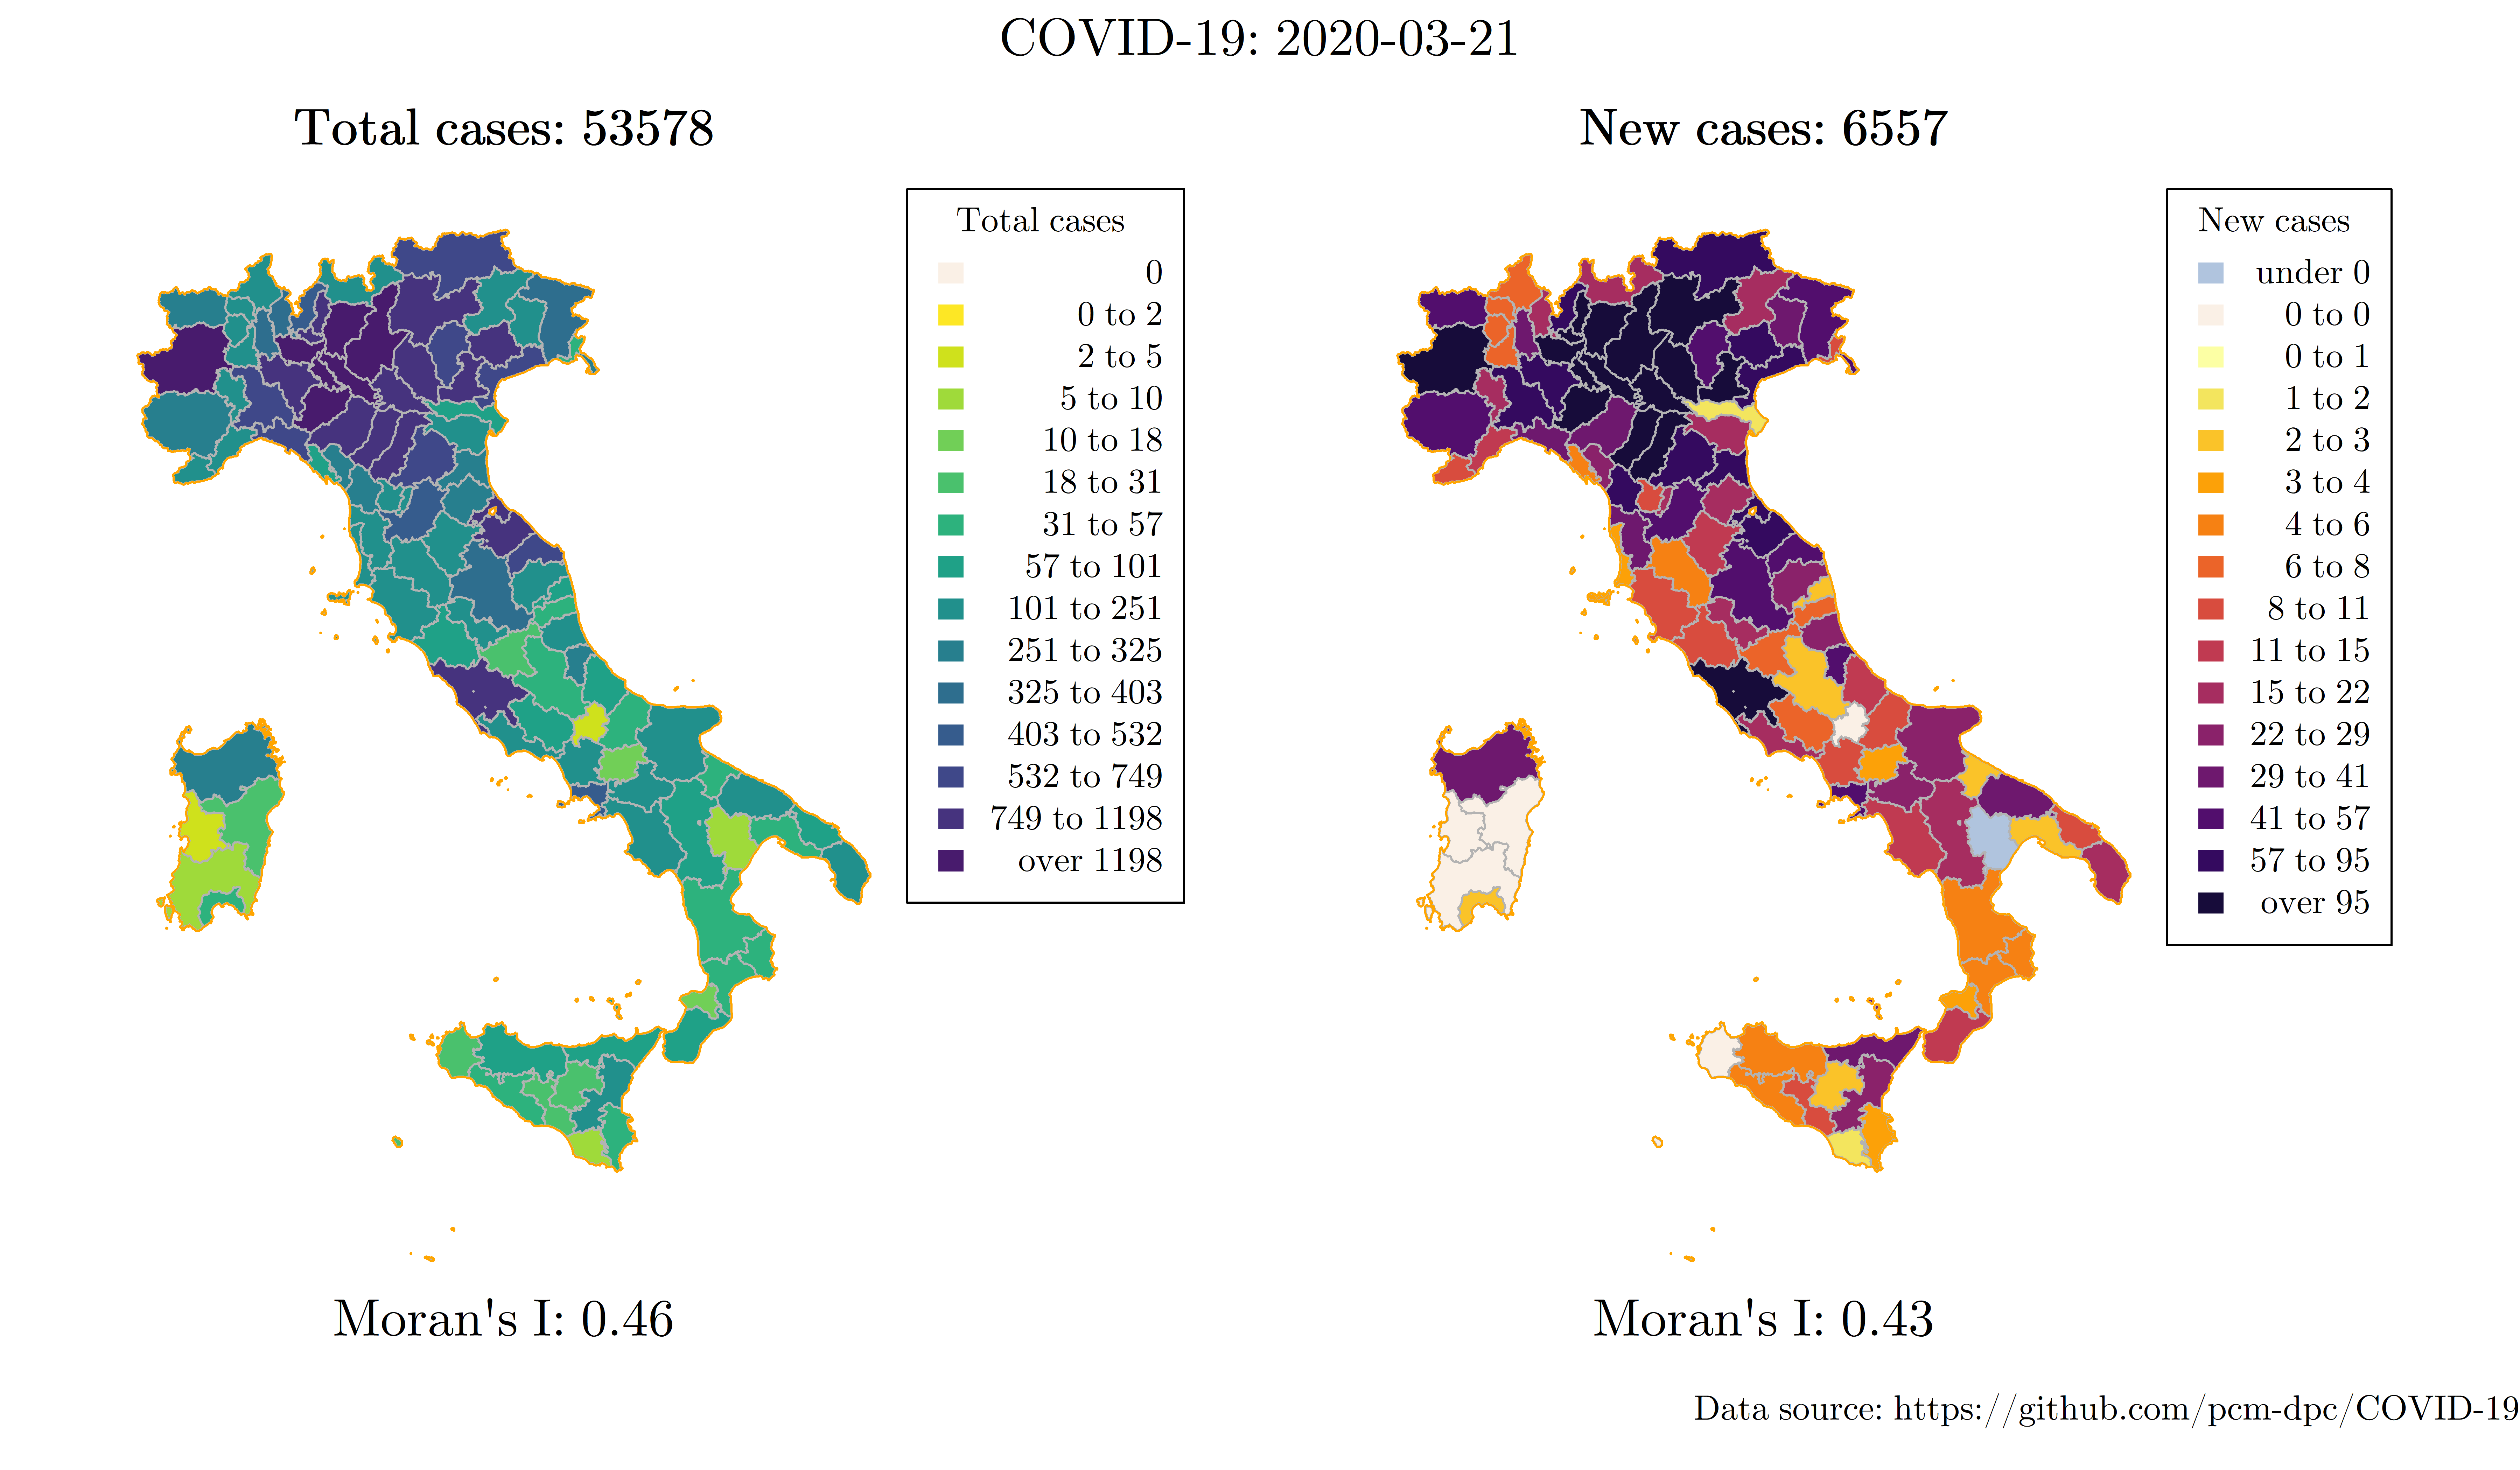 COVID-19: 2020-03-21
Total cases: 53578
Total cases
0
0 to 2
2 to 5
5 to 10
10 to 18
18 to 31
31 to 57
57 to 101
101 to 251
251 to 325
325 to 403
403 to 532
532 to 749
749 to 1198
over 1198
Moran's I: 0.46
New cases: 6557
New cases
under 0
0 to 0
0 to 1
1 to 2
2 to 3
3 to 4
4 to 6
6 to 8
8 to 11
11 to 15
15 to 22
22 to 29
29 to 41
41 to 57
57 to 95
over 95
Moran's I: 0.43
Data source: https://github.com/pcm-dpc/COVID-19